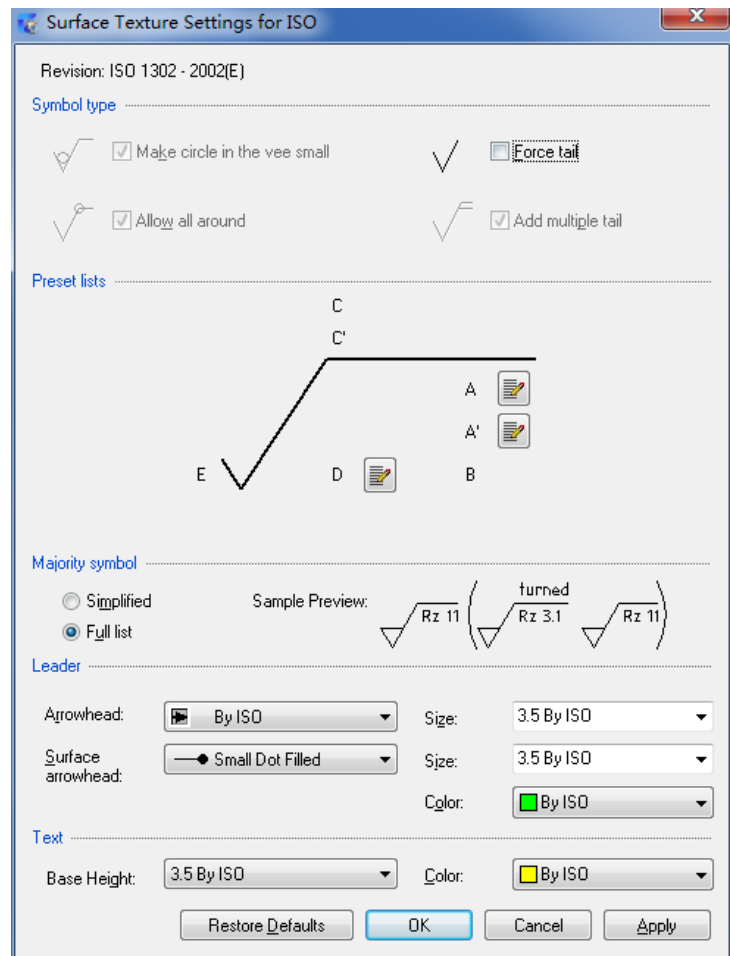 Surface Texture Settings for ISO
Revision: ISO 1302 - 2002(E)
Symbol type
Make circle in the vee small
Force tail
Allow all around
Add multiple tail
Preset lists
C
C'
A
A'
E D B
Majority symbol
Simplified
Full list
Sample Preview:
turned
Rz 11 ( Rz 3.1 Rz 11 )
Leader
Arrowhead: By ISO Size: 3.5 By ISO
Surface arrowhead: Small Dot Filled Size: 3.5 By ISO
Color: By ISO
Text
Base Height: 3.5 By ISO Color: By ISO
Restore Defaults OK Cancel Apply